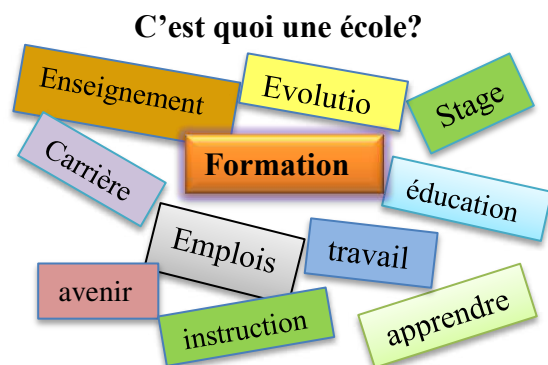 C’est quoi une école?
Enseignement
Evolutio
Stage
Carrière
Formation
éducation
Emplois
travail
avenir
instruction
apprendre